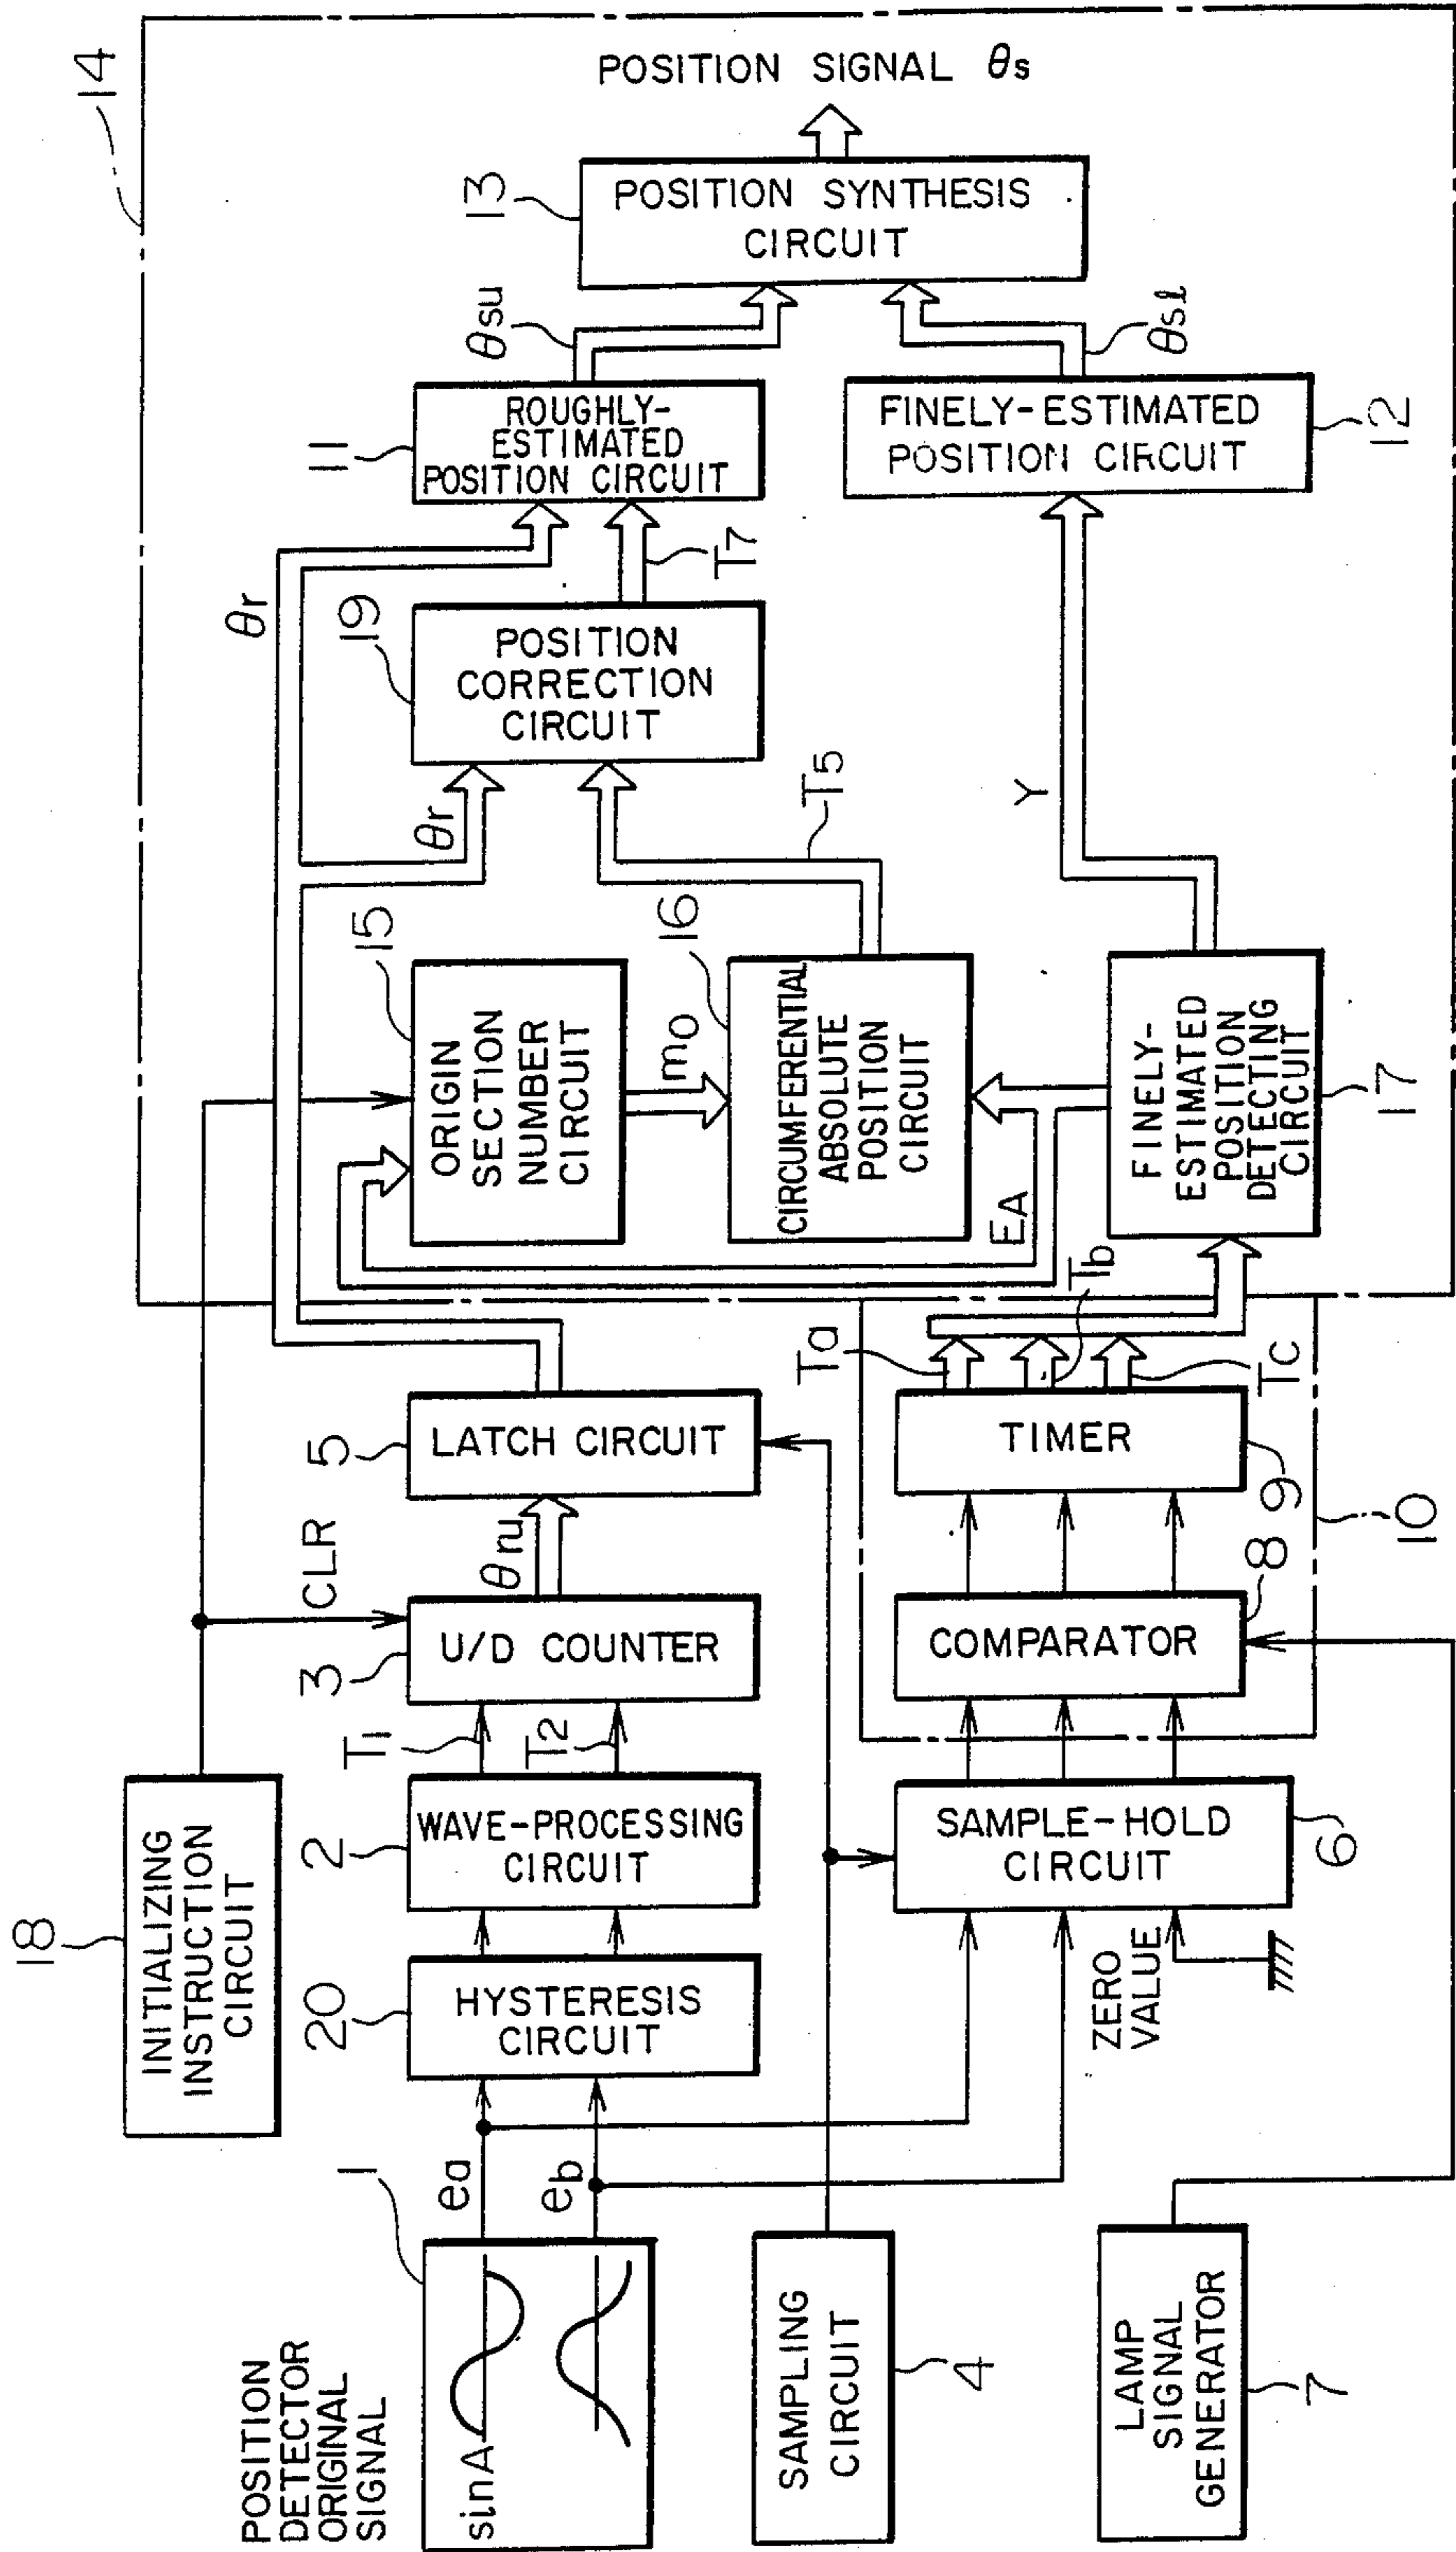 18
INITIALIZING
INSTRUCTION
CIRCUIT
CLR
POSITION
DETECTOR
ORIGINAL
SIGNAL
1
sinA
ea
eb
20
HYSTERESIS
CIRCUIT
2
WAVE-PROCESSING
CIRCUIT
T1
T2
3
U/D COUNTER
θru
5
LATCH CIRCUIT
θr
θr
SAMPLING
CIRCUIT
4
LAMP
SIGNAL
GENERATOR
7
ZERO
VALUE
SAMPLE-HOLD
CIRCUIT
6
COMPARATOR
8
TIMER
9
10
Ta
Tb
Tc
14
15
ORIGIN
SECTION
NUMBER
CIRCUIT
mo
16
CIRCUMFERENTIAL
ABSOLUTE
POSITION
CIRCUIT
EA
FINELY-
ESTIMATED
POSITION
DETECTING
CIRCUIT
17
T5
Y
19
POSITION
CORRECTION
CIRCUIT
T7
11
ROUGHLY-
ESTIMATED
POSITION CIRCUIT
θsu
FINELY-ESTIMATED
POSITION CIRCUIT
12
θsℓ
13
POSITION SYNTHESIS
CIRCUIT
POSITION SIGNAL θs